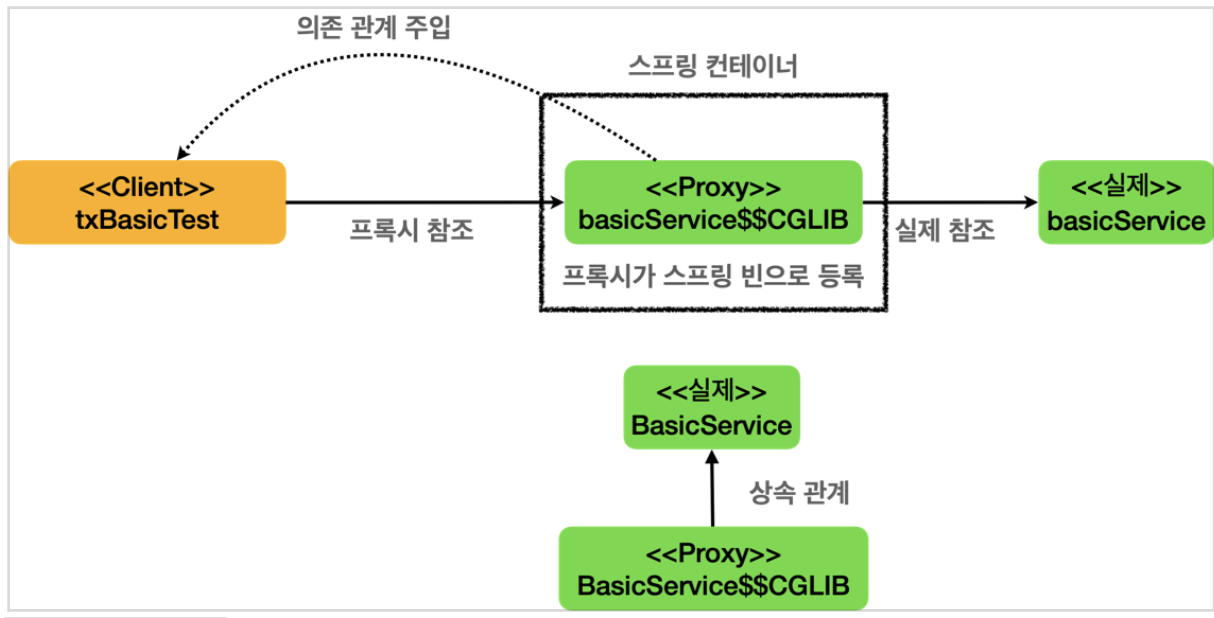 의존 관계 주입
스프링 컨테이너
<<Client>>
txBasicTest
프록시 참조
<<Proxy>>
basicService$$CGLIB
프록시가 스프링 빈으로 등록
실제 참조
<<실제>>
basicService
<<실제>>
BasicService
상속 관계
<<Proxy>>
BasicService$$CGLIB